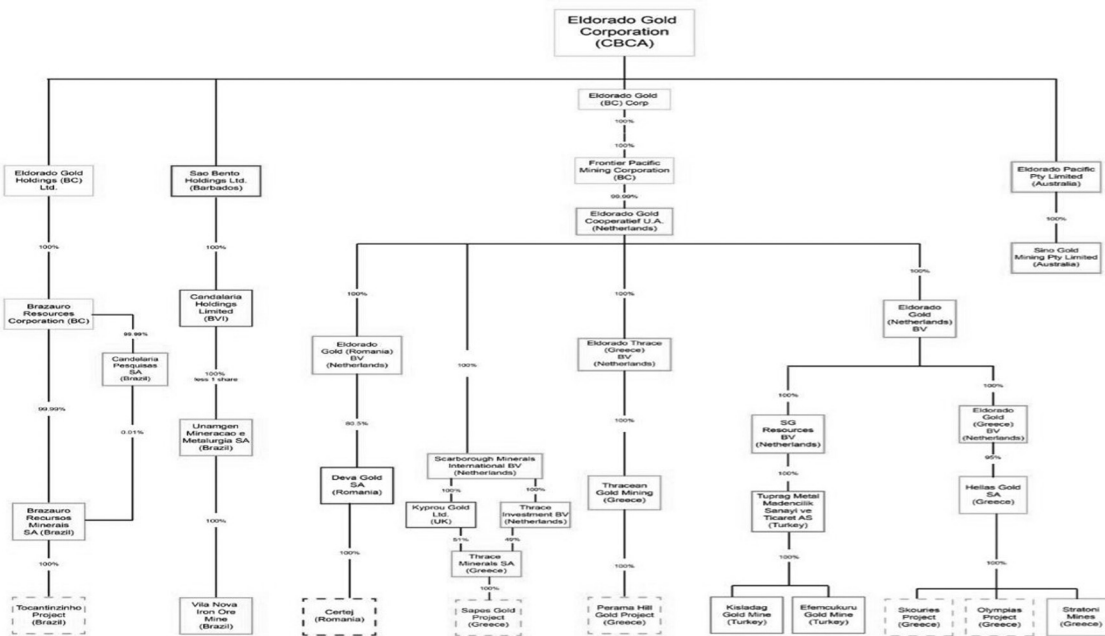 Eldorado Gold
Corporation
(CBCA)
Eldorado Gold
(BC) Corp
100%
100%
Frontier Pacific
Mining Corporation
(BC)
99.99%
Eldorado Gold
Cooperatief U.A.
(Netherlands)
Eldorado Gold
Holdings (BC)
Ltd.
100%
Brazauro
Resources
Corporation (BC)
99.99%
Candelaria
Pesquisas
SA
(Brazil)
99.99%
0.01%
Brazauro
Recursos
Minerais
SA (Brazil)
100%
Tocantinzinho
Project
(Brazil)
Sao Bento
Holdings Ltd.
(Barbados)
100%
Candalaria
Holdings
Limited
(BVI)
100%
less 1 share
Unamgen
Mineracao e
Metalurgia SA
(Brazil)
100%
Vila Nova
Iron Ore
Mine
(Brazil)
100%
Eldorado
Gold (Romania)
BV
(Netherlands)
80.5%
Deva Gold
SA
(Romania)
100%
Certej
(Romania)
100%
Scarborough Minerals
International BV
(Netherlands)
100%
100%
Kyprou Gold
Ltd.
(UK)
Thrace
Investment BV
(Netherlands)
51%
49%
Thrace
Minerals SA
(Greece)
100%
Sapes Gold
Project
(Greece)
100%
Eldorado Thrace
(Greece)
BV
(Netherlands)
100%
Thracean
Gold Mining
(Greece)
100%
Perama Hill
Gold Project
(Greece)
100%
Eldorado
Gold
(Netherlands)
BV
100%
SG
Resources
BV
(Netherlands)
100%
Tuprag Metal
Madencilik
Sanayi ve
Ticaret AS
(Turkey)
100%
Kisladag
Gold Mine
(Turkey)
Efemcukuru
Gold Mine
(Turkey)
100%
Eldorado
Gold
(Greece)
BV
(Netherlands)
95%
Hellas Gold
SA
(Greece)
100%
Skouries
Project
(Greece)
Olympias
Project
(Greece)
Stratoni
Mines
(Greece)
Eldorado Pacific
Pty Limited
(Australia)
100%
Sino Gold
Mining Pty Limited
(Australia)